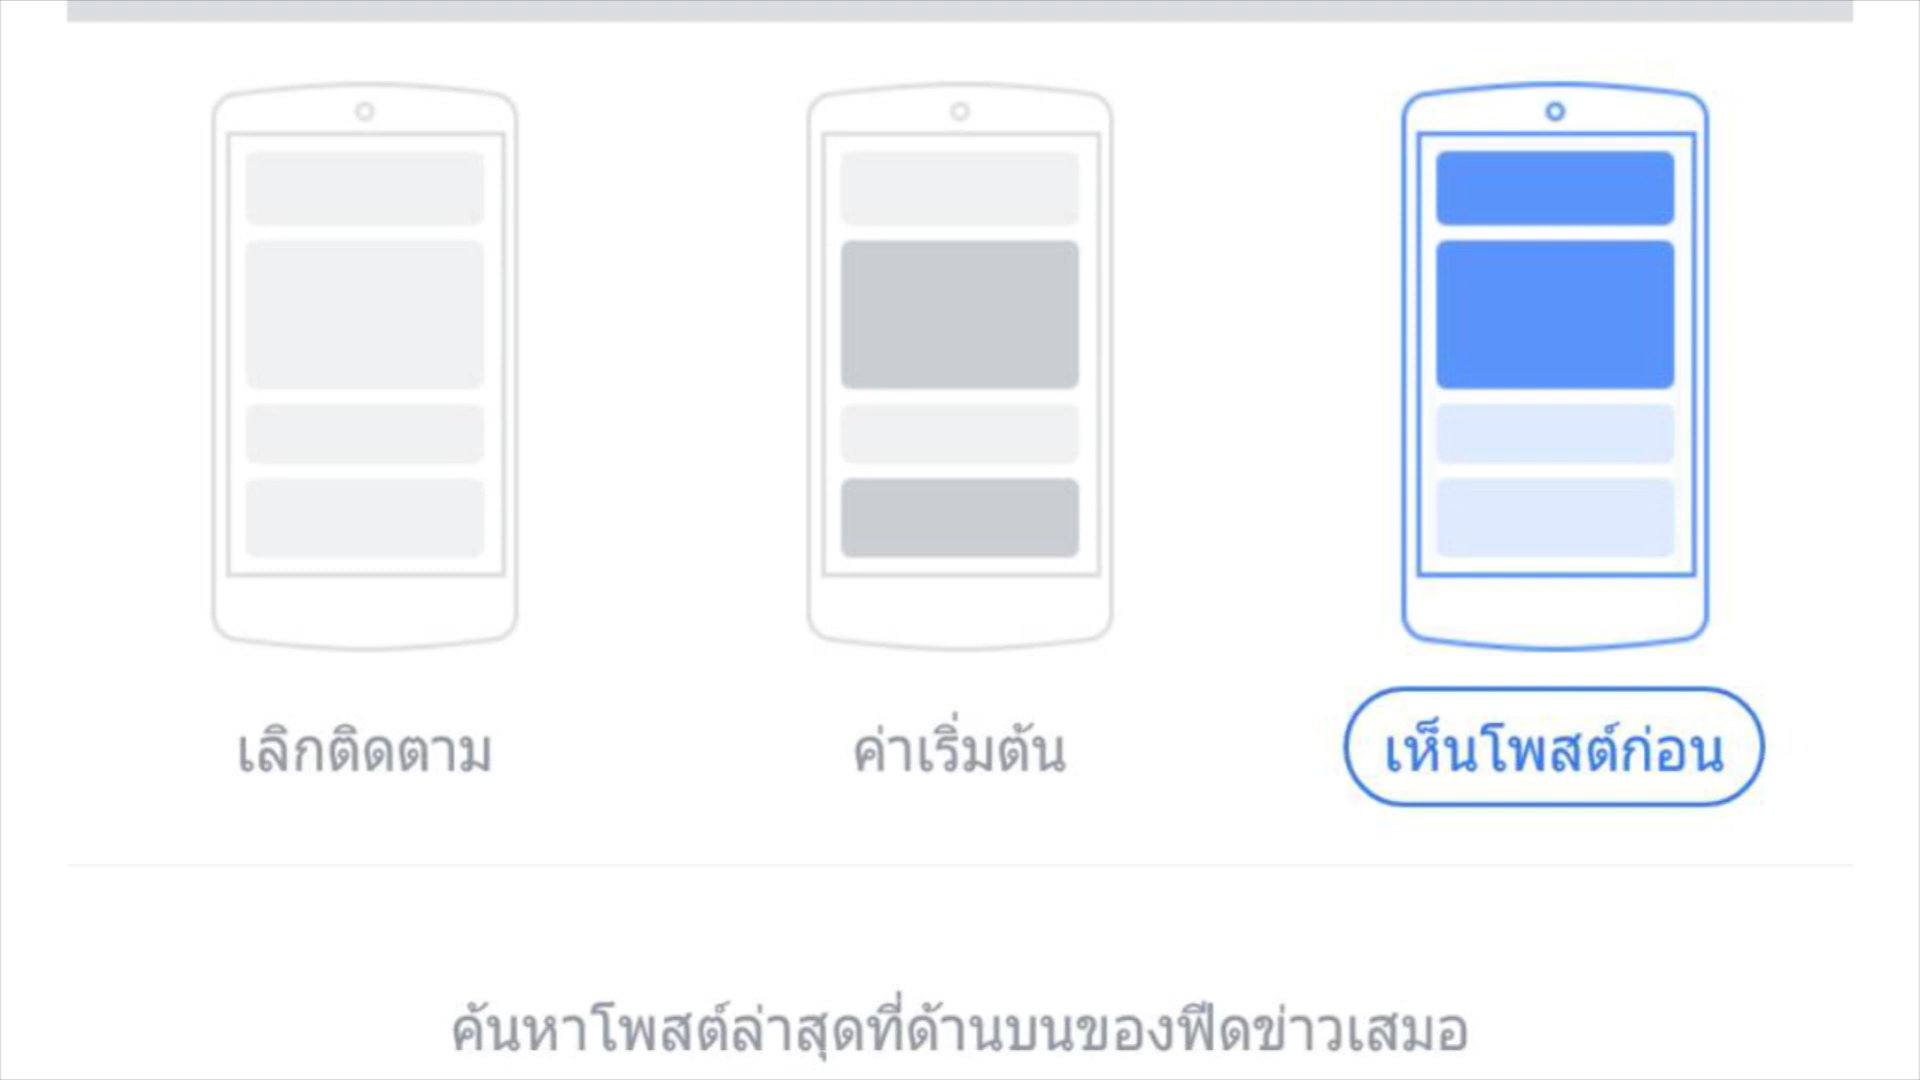 เลิกติดตาม
ค่าเริ่มต้น
เห็นโพสต์ก่อน
ค้นหาโพสต์ล่าสุดที่ด้านบนของฟีดข่าวเสมอ